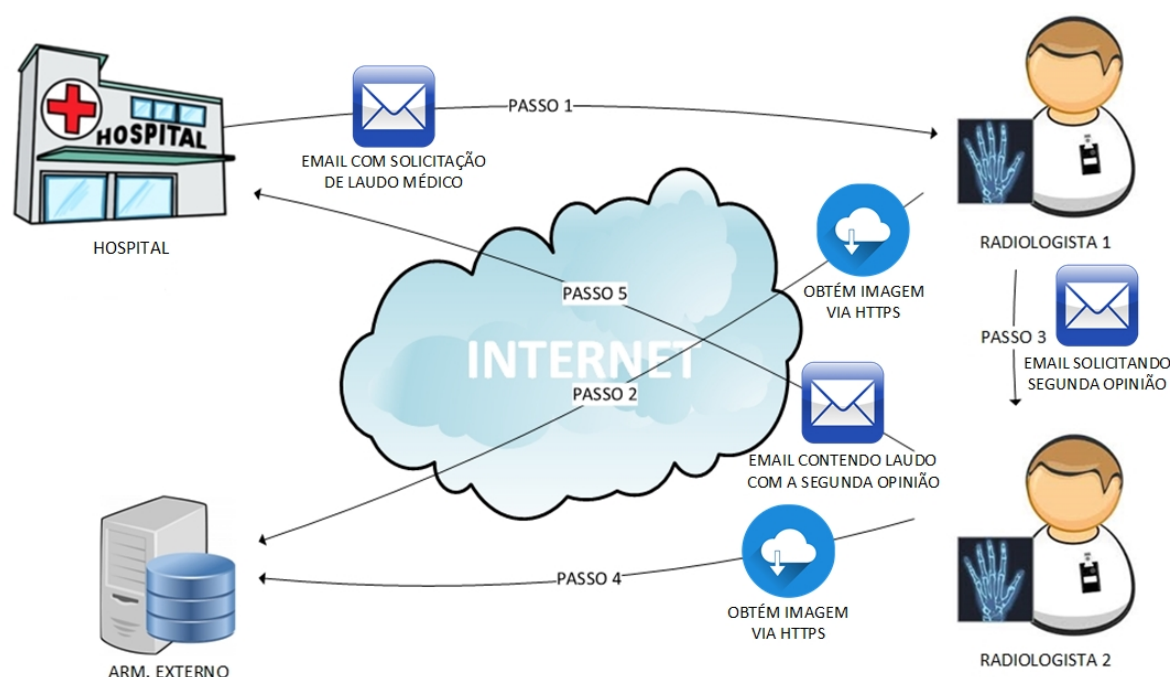 HOSPITAL
PASSO 1
EMAIL COM SOLICITAÇÃO
DE LAUDO MÉDICO
HOSPITAL
RADIOLOGISTA 1
OBTÉM IMAGEM
VIA HTTPS
PASSO 5
PASSO 3
EMAIL SOLICITANDO
SEGUNDA OPINIÃO
INTERNET
PASSO 2
EMAIL CONTENDO LAUDO
COM A SEGUNDA OPINIÃO
PASSO 4
OBTÉM IMAGEM
VIA HTTPS
ARM. EXTERNO
RADIOLOGISTA 2